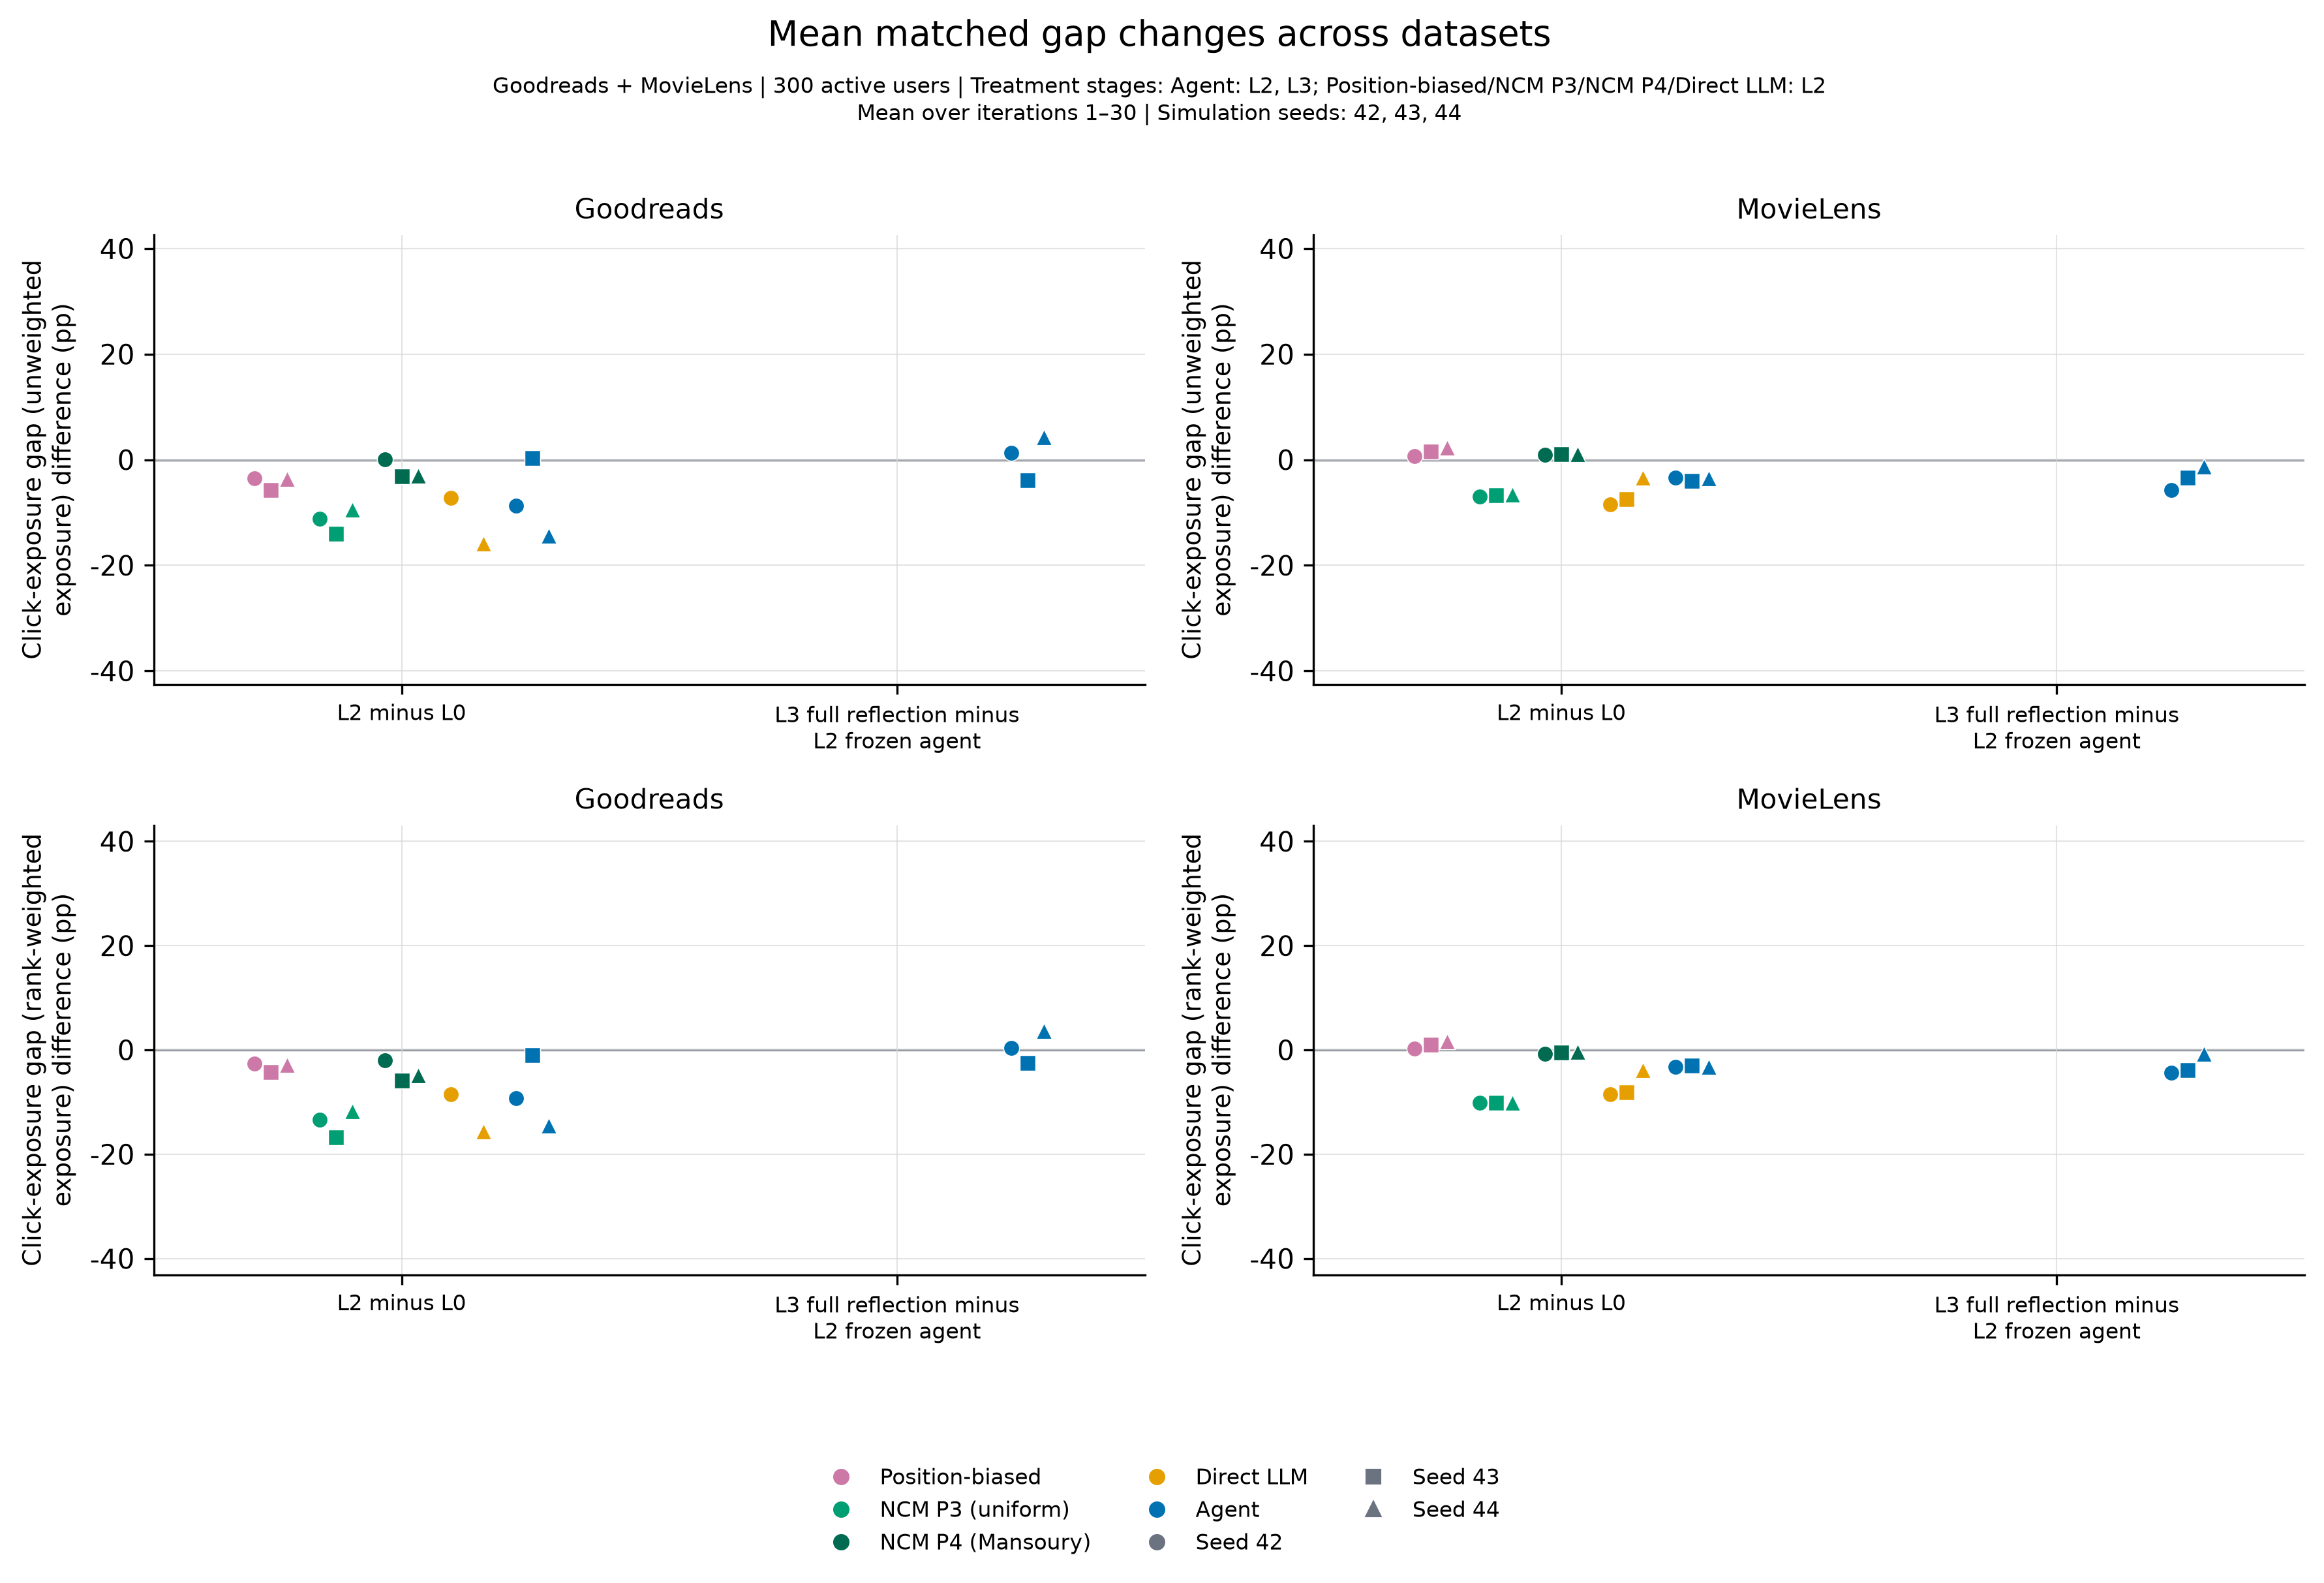 Mean matched gap changes across datasets
Goodreads + MovieLens | 300 active users | Treatment stages: Agent: L2, L3; Position-biased/NCM P3/NCM P4/Direct LLM: L2
Mean over iterations 1–30 | Simulation seeds: 42, 43, 44
Goodreads
Click-exposure gap (unweighted
exposure) difference (pp)
40
20
0
-20
-40
L2 minus L0
L3 full reflection minus
L2 frozen agent
MovieLens
Click-exposure gap (unweighted
exposure) difference (pp)
40
20
0
-20
-40
L2 minus L0
L3 full reflection minus
L2 frozen agent
Goodreads
Click-exposure gap (rank-weighted
exposure) difference (pp)
40
20
0
-20
-40
L2 minus L0
L3 full reflection minus
L2 frozen agent
MovieLens
Click-exposure gap (rank-weighted
exposure) difference (pp)
40
20
0
-20
-40
L2 minus L0
L3 full reflection minus
L2 frozen agent
Position-biased
NCM P3 (uniform)
NCM P4 (Mansoury)
Direct LLM
Agent
Seed 42
Seed 43
Seed 44